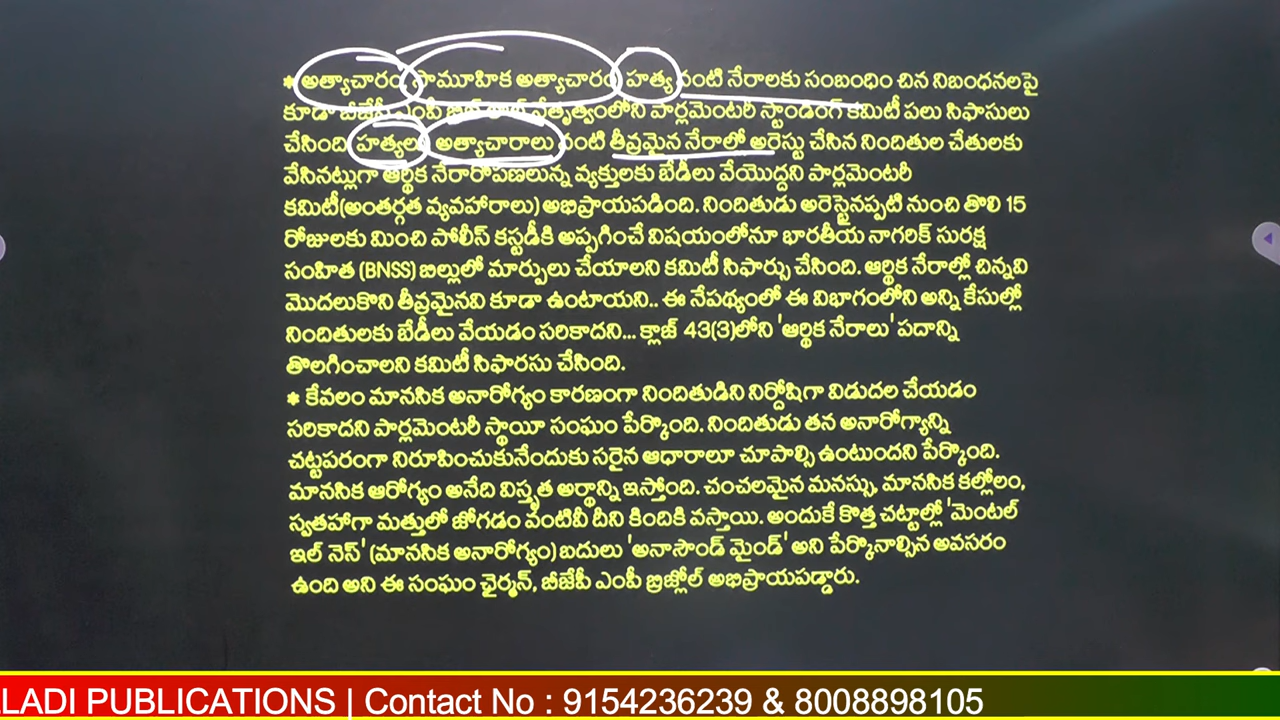 * అత్యాచారం సామూహిక అత్యాచారం హత్య వంటి నేరాలకు సంబంధిం చిన నిబంధనలపై
కూడా బీజేపీ ఎంపీ నేతృత్వంలోని పార్లమెంటరీ స్టాండింగ్ కమిటీ పలు సిఫాసులు
చేసింది హత్యలు అత్యాచారాలు వంటి తీవ్రమైన నేరాల్లో అరెస్టు చేసిన నిందితుల చేతులకు
వేసినట్లుగా ఆర్థిక నేరారోపణలున్న వ్యక్తులకు బేడీలు వేయొద్దని పార్లమెంటరీ
కమిటీ(అంతర్గత వ్యవహారాలు) అభిప్రాయపడింది. నిందితుడు అరెస్టైనప్పటి నుంచి తొలి 15
రోజులకు మించి పోలీస్ కస్టడీకి అప్పగించే విషయంలోనూ భారతీయ నాగరిక్ సురక్ష
సంహిత (BNSS) బిల్లులో మార్పులు చేయాలని కమిటీ సిఫార్సు చేసింది. ఆర్థిక నేరాల్లో చిన్నవి
మొదలుకొని తీవ్రమైనవి కూడా ఉంటాయని.. ఈ నేపథ్యంలో ఈ విభాగంలోని అన్ని కేసుల్లో
నిందితులకు బేడీలు వేయడం సరికాదని... క్లాజ్ 43(3)లోని 'ఆర్థిక నేరాలు' పదాన్ని
తొలగించాలని కమిటీ సిఫారసు చేసింది.
* కేవలం మానసిక అనారోగ్యం కారణంగా నిందితుడిని నిర్దోషిగా విడుదల చేయడం
సరికాదని పార్లమెంటరీ స్థాయీ సంఘం పేర్కొంది. నిందితుడు తన అనారోగ్యాన్ని
చట్టపరంగా నిరూపించుకునేందుకు సరైన ఆధారాలూ చూపాల్సి ఉంటుందని పేర్కొంది.
మానసిక ఆరోగ్యం అనేది విస్తృత అర్థాన్ని ఇస్తోంది. చంచలమైన మనస్సు, మానసిక కల్లోలం,
స్వతహాగా మత్తులో జోగడం వంటివీ దీని కిందికి వస్తాయి. అందుకే కొత్త చట్టాల్లో 'మెంటల్
ఇల్ నెస్' (మానసిక అనారోగ్యం) బదులు 'అనాసౌండ్ మైండ్' అని పేర్కొనాల్సిన అవసరం
ఉంది అని ఈ సంఘం ఛైర్మన్, బీజేపీ ఎంపీ బ్రిజ్లోల్ అభిప్రాయపడ్డారు.
LADI PUBLICATIONS | Contact No : 9154236239 & 8008898105